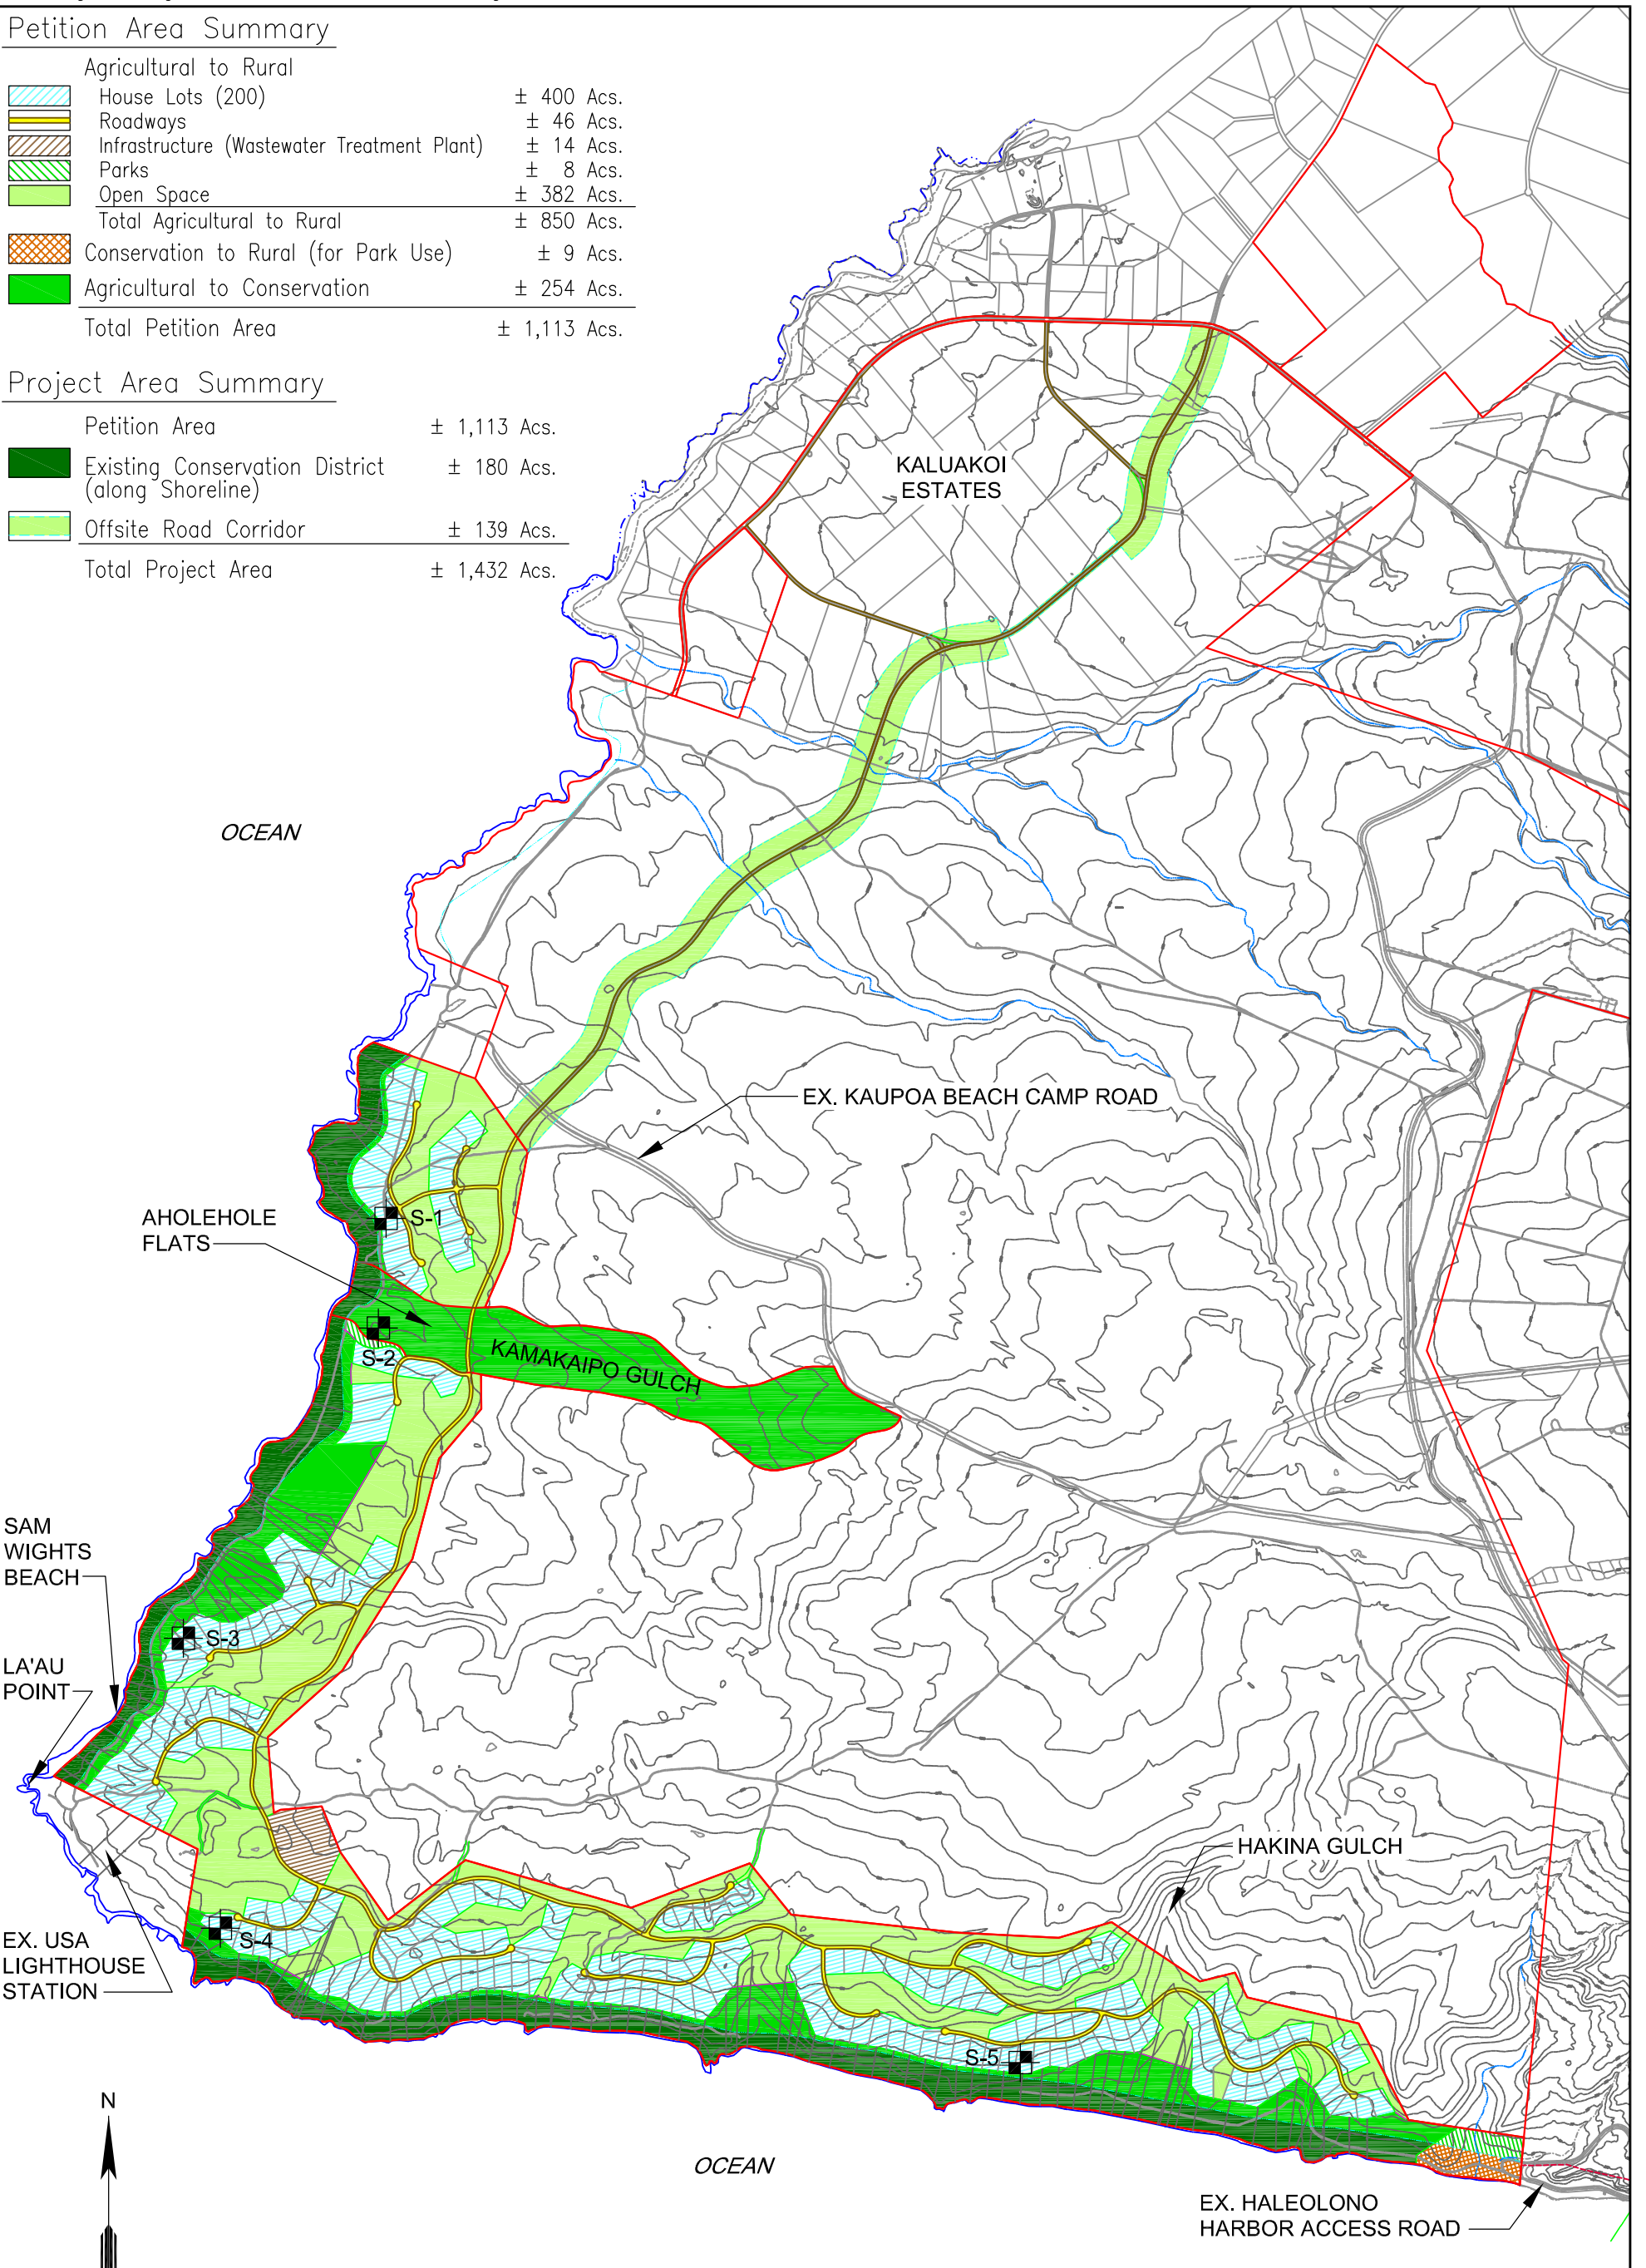 Petition Area Summary
Agricultural to Rural
House Lots (200) ± 400 Acs.
Roadways ± 46 Acs.
Infrastructure (Wastewater Treatment Plant) ± 14 Acs.
Parks ± 8 Acs.
Open Space ± 382 Acs.
Total Agricultural to Rural ± 850 Acs.
Conservation to Rural (for Park Use) ± 9 Acs.
Agricultural to Conservation ± 254 Acs.
Total Petition Area ± 1,113 Acs.
Project Area Summary
Petition Area ± 1,113 Acs.
Existing Conservation District ± 180 Acs.
(along Shoreline)
Offsite Road Corridor ± 139 Acs.
Total Project Area ± 1,432 Acs.
KALUAKOI
ESTATES
OCEAN
EX. KAUPOA BEACH CAMP ROAD
AHOLEHOLE
FLATS
S-1
S-2
KAMAKAIPO GULCH
SAM
WIGHTS
BEACH
S-3
LA'AU
POINT
HAKINA GULCH
EX. USA
LIGHTHOUSE
STATION
S-4
S-5
N
OCEAN
EX. HALEOLONO
HARBOR ACCESS ROAD